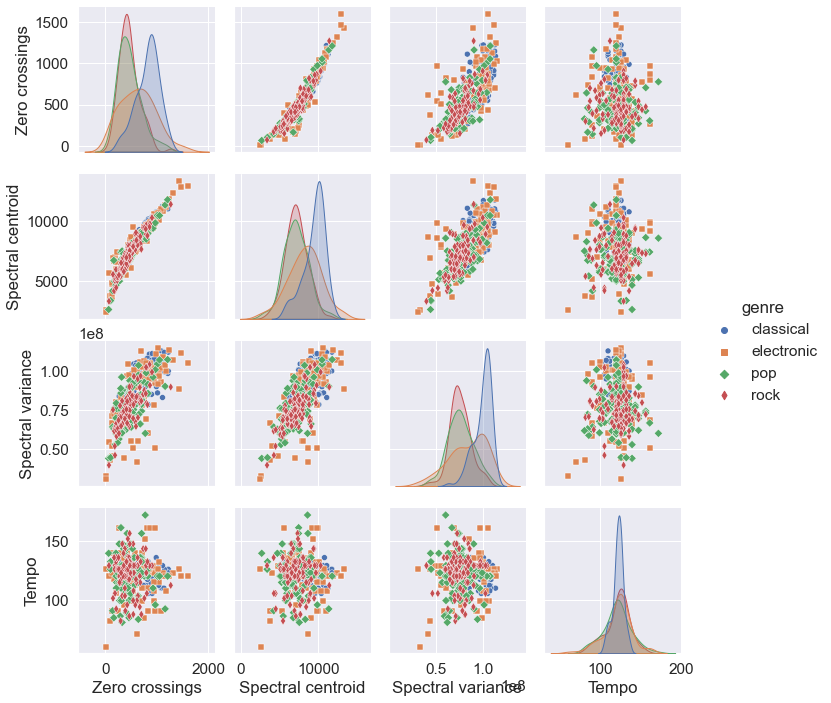 Zero crossings
1500
1000
500
0
Spectral centroid
10000
5000
1e8
Spectral variance
1.00
0.75
0.50
Tempo
150
100
0 2000
0 10000
0.5 1.0
100 200
1e8
Zero crossings Spectral centroid Spectral variance Tempo
genre
classical
electronic
pop
rock